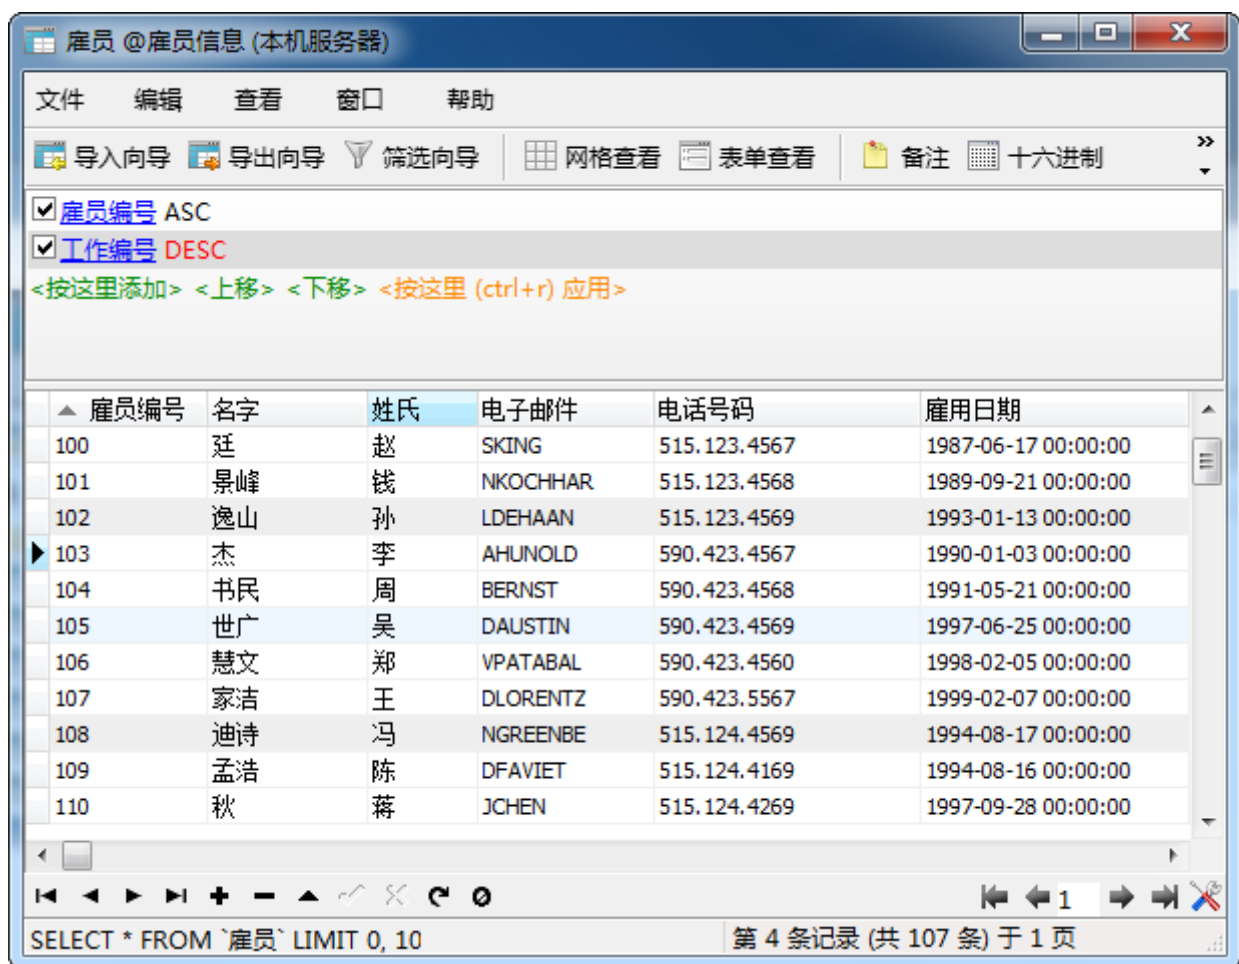 雇员 @雇员信息 (本机服务器)
文件 编辑 查看 窗口 帮助
导入向导 导出向导 筛选向导 网格查看 表单查看 备注 十六进制
雇员编号 ASC
工作编号 DESC
<按这里添加> <上移> <下移> <按这里 (ctrl+r) 应用>
雇员编号 名字 姓氏 电子邮件 电话号码 雇用日期
100 廷 赵 SKING 515.123.4567 1987-06-17 00:00:00
101 景峰 钱 NKOCHHAR 515.123.4568 1989-09-21 00:00:00
102 逸山 孙 LDEHAAN 515.123.4569 1993-01-13 00:00:00
103 杰 李 AHUNOLD 590.423.4567 1990-01-03 00:00:00
104 书民 周 BERNST 590.423.4568 1991-05-21 00:00:00
105 世广 吴 DAUSTIN 590.423.4569 1997-06-25 00:00:00
106 慧文 郑 VPATABAL 590.423.4560 1998-02-05 00:00:00
107 家洁 王 DLORENTZ 590.423.5567 1999-02-07 00:00:00
108 迪诗 冯 NGREENBE 515.124.4569 1994-08-17 00:00:00
109 孟浩 陈 DFAVIET 515.124.4169 1994-08-16 00:00:00
110 秋 蒋 JCHEN 515.124.4269 1997-09-28 00:00:00
1
SELECT * FROM `雇员` LIMIT 0, 10 第 4 条记录 (共 107 条) 于 1 页